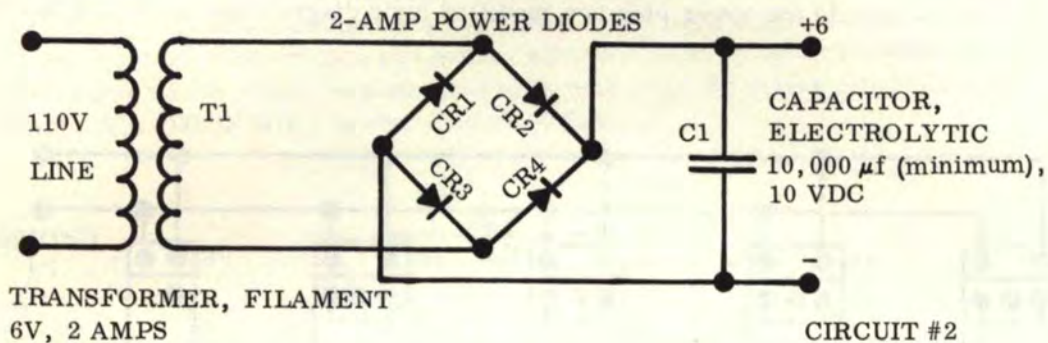 2-AMP POWER DIODES
+6
110V
LINE
T1
CR1
CR2
CR3
CR4
C1
CAPACITOR,
ELECTROLYTIC
10,000 μf (minimum),
10 VDC
–
TRANSFORMER, FILAMENT
6V, 2 AMPS
CIRCUIT #2